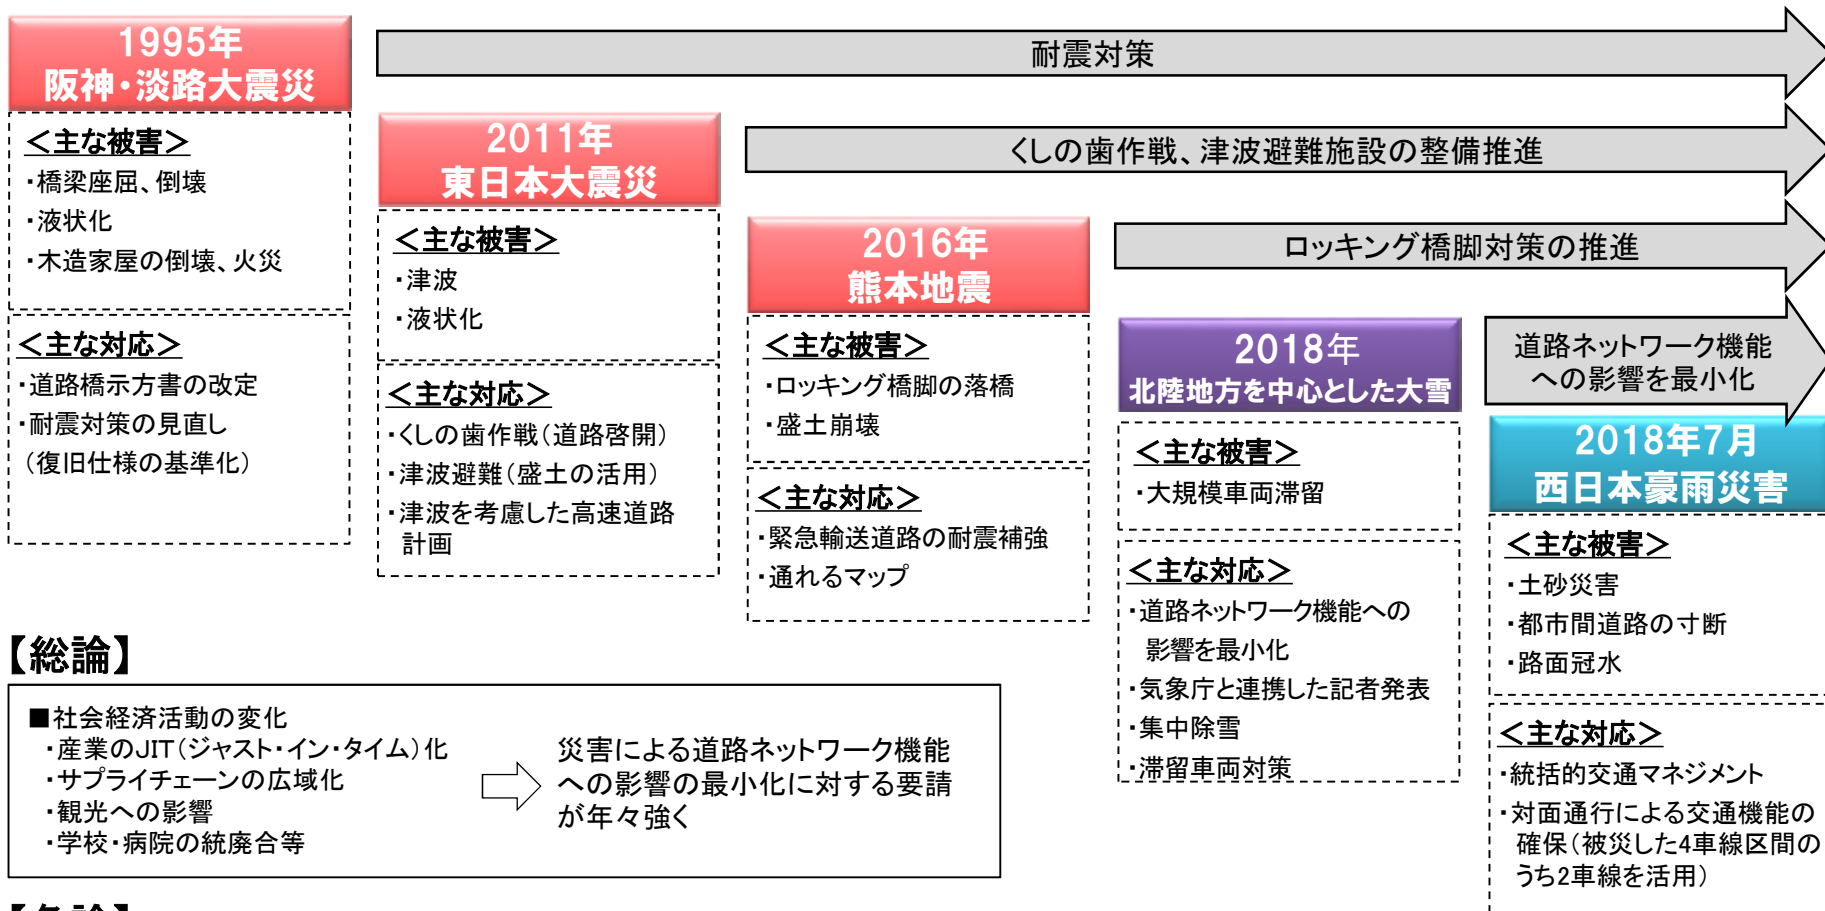 1995年
阪神・淡路大震災
耐震対策
＜主な被害＞
・橋梁座屈、倒壊
・液状化
・木造家屋の倒壊、火災
＜主な対応＞
・道路橋示方書の改定
・耐震対策の見直し
（復旧仕様の基準化）
2011年
東日本大震災
くしの歯作戦、津波避難施設の整備推進
＜主な被害＞
・津波
・液状化
＜主な対応＞
・くしの歯作戦（道路啓開）
・津波避難（盛土の活用）
・津波を考慮した高速道路
計画
2016年
熊本地震
ロッキング橋脚対策の推進
＜主な被害＞
・ロッキング橋脚の落橋
・盛土崩壊
＜主な対応＞
・緊急輸送道路の耐震補強
・通れるマップ
2018年
北陸地方を中心とした大雪
道路ネットワーク機能
への影響を最小化
＜主な被害＞
・大規模車両滞留
＜主な対応＞
・道路ネットワーク機能への
影響を最小化
・気象庁と連携した記者発表
・集中除雪
・滞留車両対策
2018年7月
西日本豪雨災害
＜主な被害＞
・土砂災害
・都市間道路の寸断
・路面冠水
＜主な対応＞
・統括的交通マネジメント
・対面通行による交通機能の
確保（被災した4車線区間の
うち2車線を活用）
【総論】
■社会経済活動の変化
・産業のJIT（ジャスト・イン・タイム）化
・サプライチェーンの広域化
・観光への影響
・学校・病院の統廃合等
災害による道路ネットワーク機能
への影響の最小化に対する要請
が年々強く